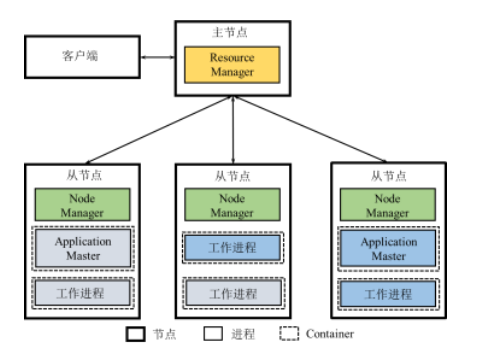 主节点
客户端
Resource
Manager
从节点
从节点
从节点
Node
Manager
Node
Manager
Node
Manager
Application
Master
工作进程
Application
Master
工作进程
工作进程
工作进程
节点
进程
Container